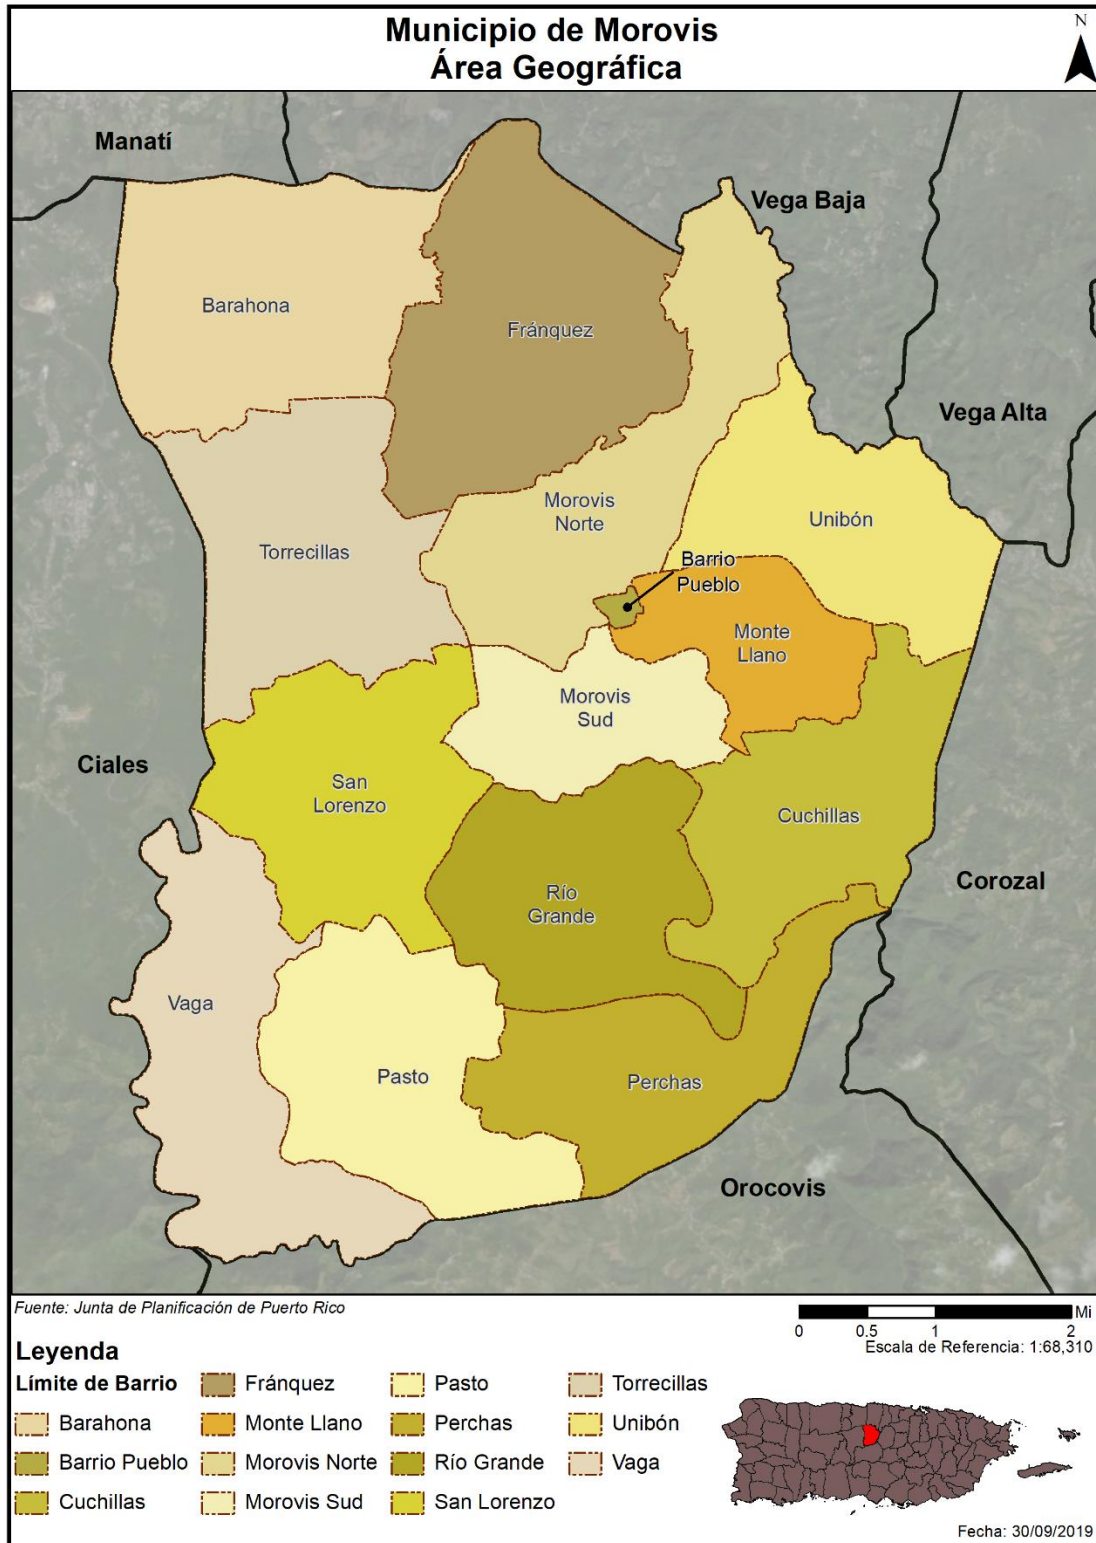 Municipio de Morovis
Área Geográfica
N
Manatí
Vega Baja
Barahona
Fránquez
Vega Alta
Morovis
Norte
Unibón
Torrecillas
Barrio
Pueblo
Monte
Llano
Morovis
Sud
Ciales
San
Lorenzo
Cuchillas
Corozal
Río
Grande
Vaga
Pasto
Perchas
Orocovis
Fuente: Junta de Planificación de Puerto Rico
Mi
0 0.5 1 2
Escala de Referencia: 1:68,310
Leyenda
Límite de Barrio
Barahona
Barrio Pueblo
Cuchillas
Fránquez
Monte Llano
Morovis Norte
Morovis Sud
Pasto
Perchas
Río Grande
San Lorenzo
Torrecillas
Unibón
Vaga
Fecha: 30/09/2019